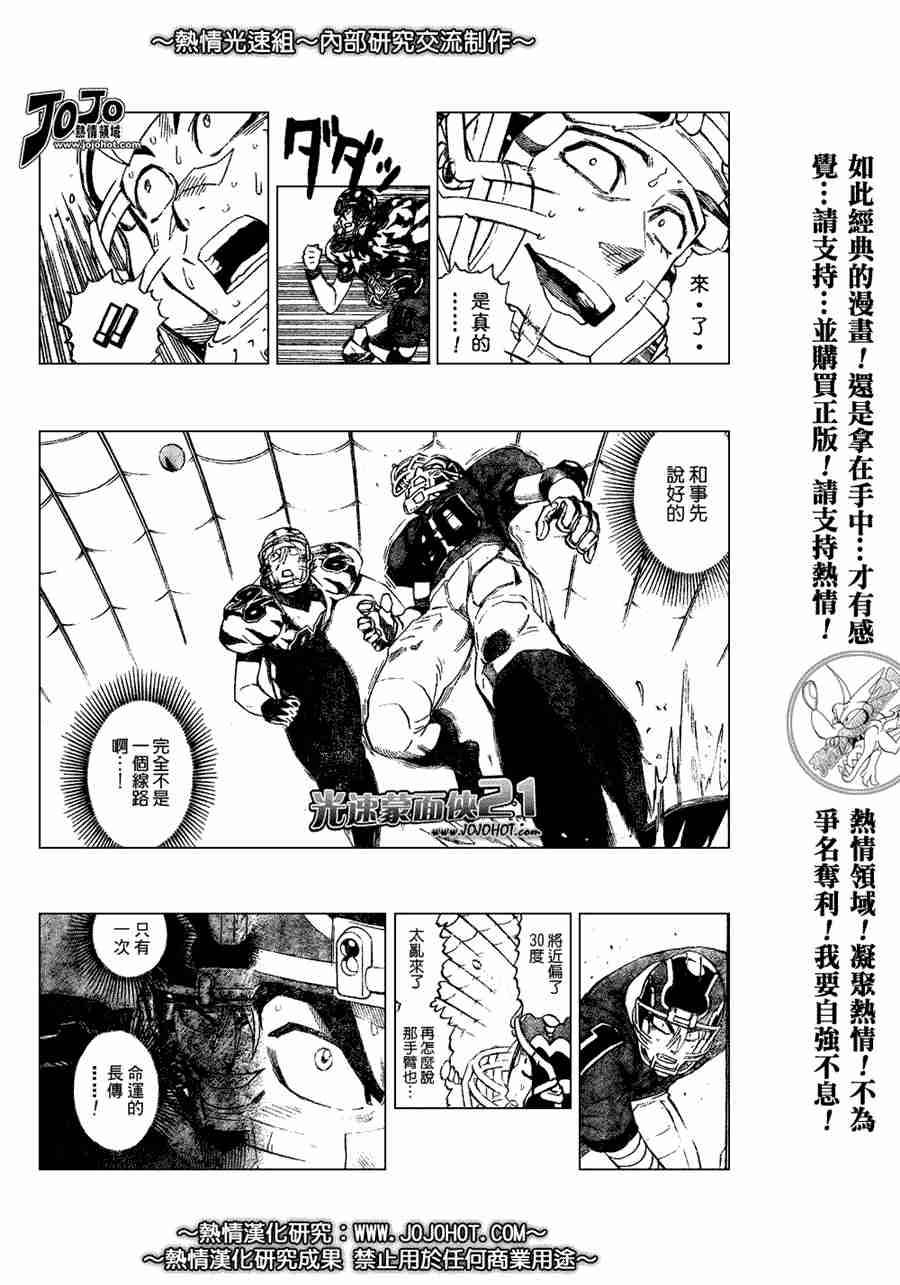 ～熱情光速組～內部研究交流制作～
JOJO
熱情領域
www.jojohot.com
來・了・
是真的
……！
ダダダッ
!!
和事先
說好的
完全不是
一個線路
啊…！
光速蒙面俠21
WWW.JOJOHOT.COM
將近偏了
30度
太亂來了
再怎麼說
那手臂也…
只有
一次
命運的
長傳
……！
如此經典的漫畫！還是拿在手中…才有感
覺…請支持…並購買正版！請支持熱情！
熱情領域！凝聚熱情！不為
爭名奪利！我要自強不息！
～熱情漢化研究：WWW.JOJOHOT.COM～
～熱情漢化研究成果 禁止用於任何商業用途～